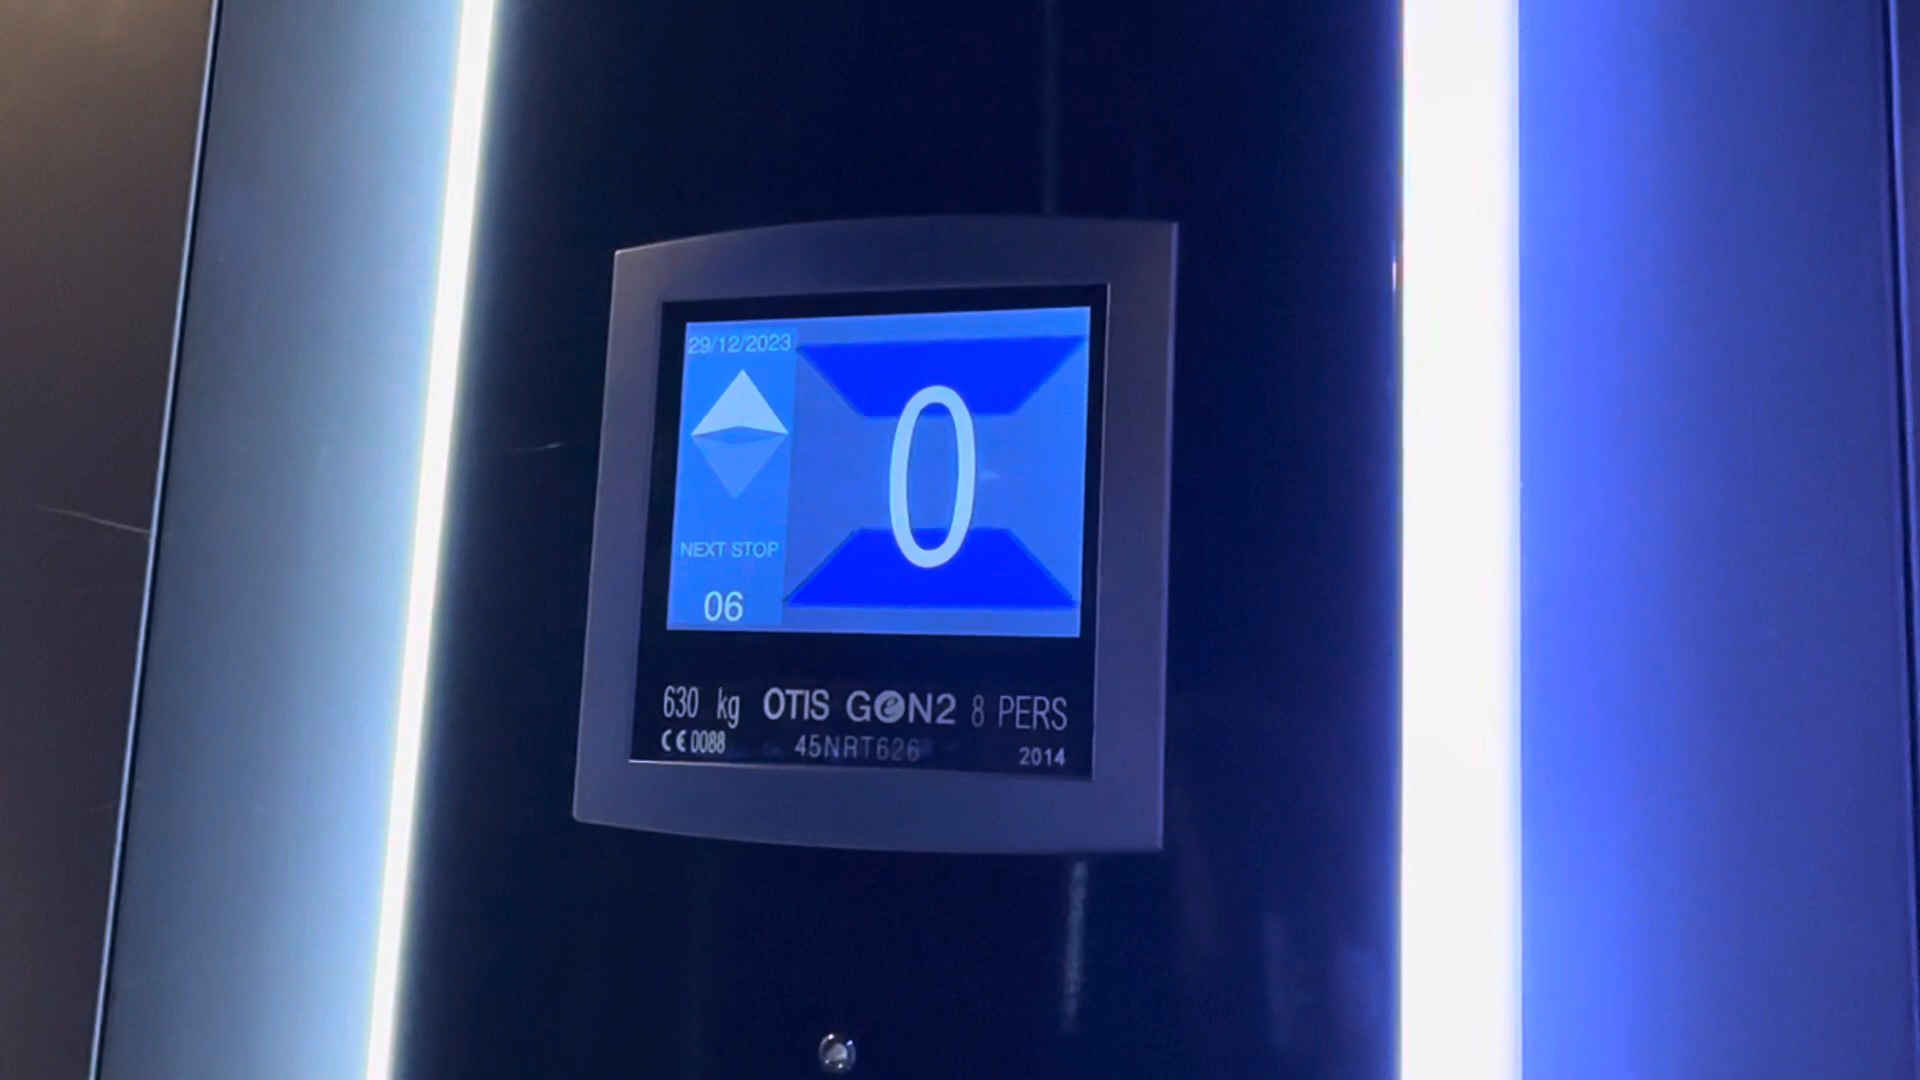 29/12/2023
0
NEXT STOP
06
630 kg OTIS GeN2 8 PERS
CE 0088 45NRT626 2014